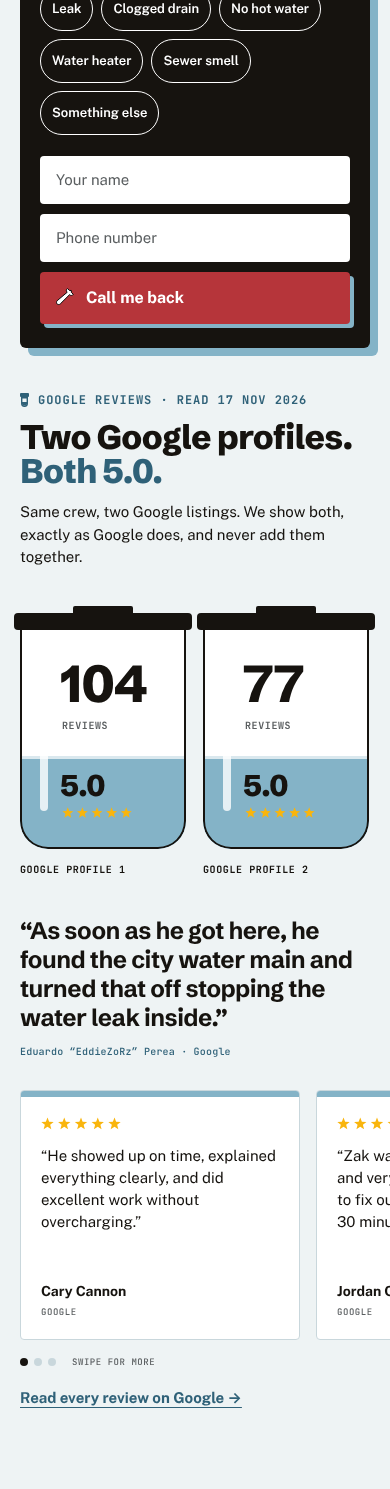 Leak
Clogged drain
No hot water
Water heater
Sewer smell
Something else
Your name
Phone number
Call me back
GOOGLE REVIEWS · READ 17 NOV 2026
Two Google profiles.
Both 5.0.
Same crew, two Google listings. We show both,
exactly as Google does, and never add them
together.
104
REVIEWS
5.0
★★★★★
GOOGLE PROFILE 1
77
REVIEWS
5.0
★★★★★
GOOGLE PROFILE 2
“As soon as he got here, he
found the city water main and
turned that off stopping the
water leak inside.”
Eduardo “EddieZoRz” Perea · Google
★★★★★
“He showed up on time, explained
everything clearly, and did
excellent work without
overcharging.”
Cary Cannon
GOOGLE
★★★
“Zak wa
and very
to fix ou
30 minu
Jordan
GOOGLE
SWIPE FOR MORE
Read every review on Google →